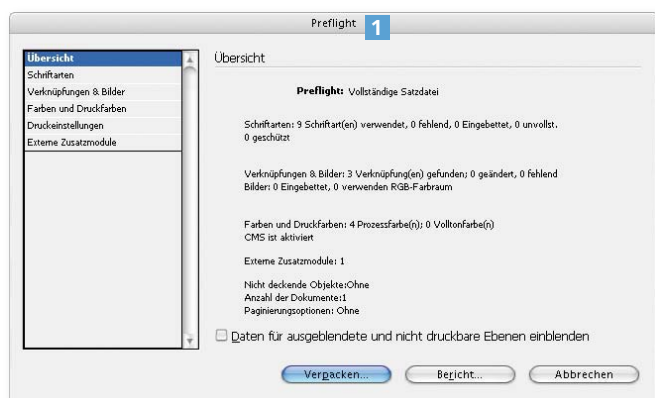 Preflight 1
Übersicht
Schriftarten
Verknüpfungen & Bilder
Farben und Druckfarben
Druckeinstellungen
Externe Zusatzmodule
Übersicht
Preflight: Vollständige Satzdatei
Schriftarten: 9 Schriftart(en) verwendet, 0 fehlend, 0 Eingebettet, 0 unvollst.
0 geschützt
Verknüpfungen & Bilder: 3 Verknüpfung(en) gefunden; 0 geändert, 0 fehlend
Bilder: 0 Eingebettet, 0 verwenden RGB-Farbraum
Farben und Druckfarben: 4 Prozessfarbe(n); 0 Volltonfarbe(n)
CMS ist aktiviert
Externe Zusatzmodule: 1
Nicht deckende Objekte:Ohne
Anzahl der Dokumente:1
Paginierungsoptionen: Ohne
Daten für ausgeblendete und nicht druckbare Ebenen einblenden
Verpacken... Bericht... Abbrechen